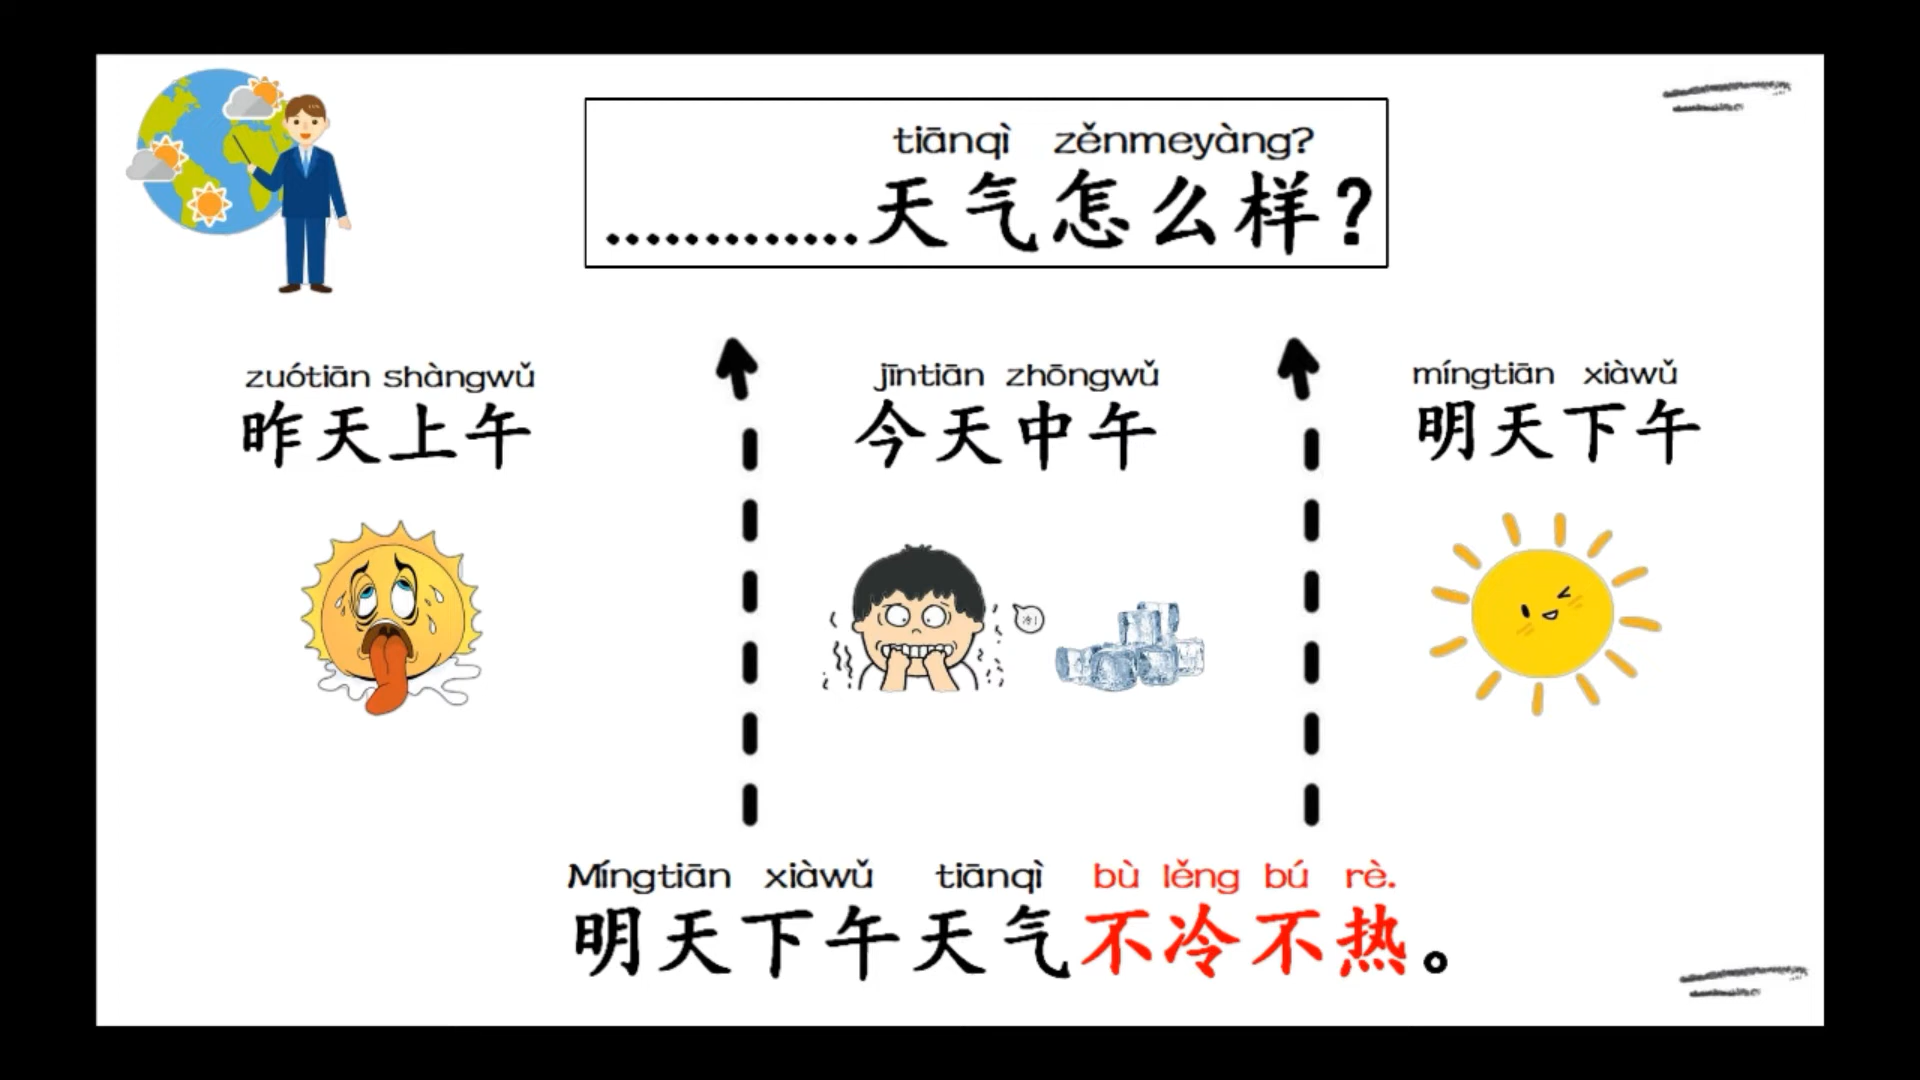 tiānqì zěnmeyàng?
.............天气怎么样？
zuótiān shàngwǔ
昨天上午
jīntiān zhōngwǔ
今天中午
míngtiān xiàwǔ
明天下午
冷!
Míngtiān xiàwǔ tiānqì bù lěng bú rè.
明天下午天气不冷不热。